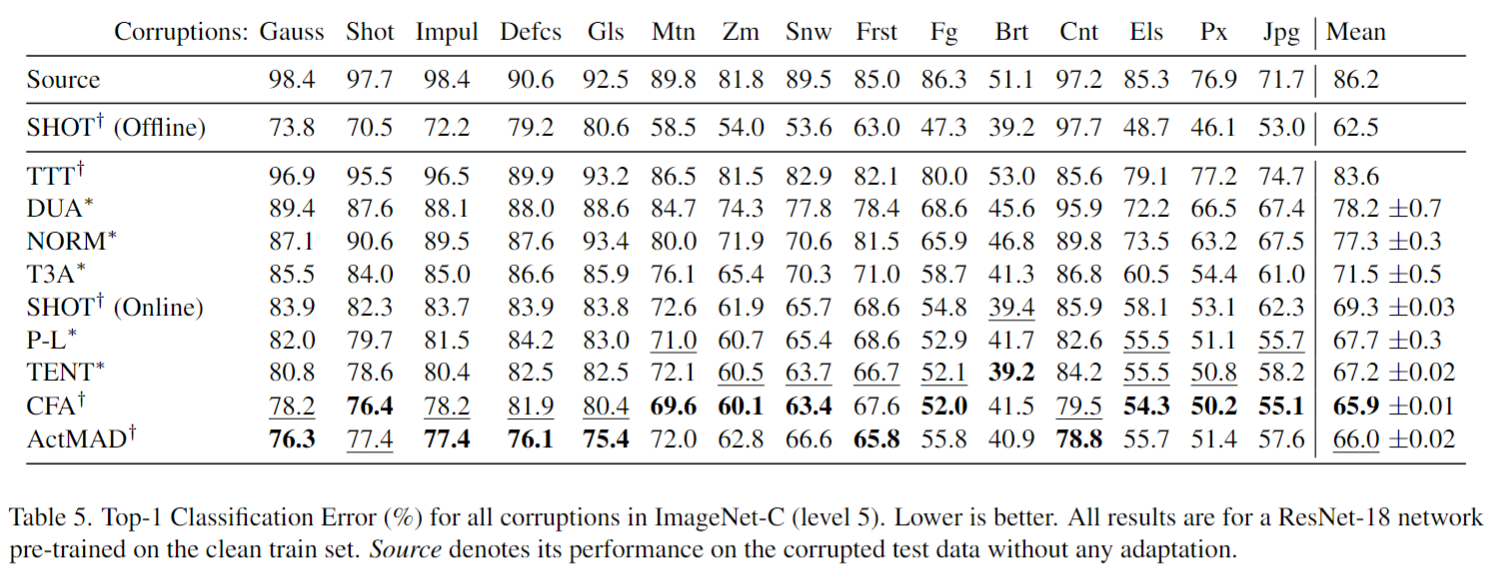 Corruptions: Gauss Shot Impul Defcs Gls Mtn Zm Snw Frst Fg Brt Cnt Els Px Jpg Mean
Source 98.4 97.7 98.4 90.6 92.5 89.8 81.8 89.5 85.0 86.3 51.1 97.2 85.3 76.9 71.7 86.2
SHOT† (Offline) 73.8 70.5 72.2 79.2 80.6 58.5 54.0 53.6 63.0 47.3 39.2 97.7 48.7 46.1 53.0 62.5
TTT† 96.9 95.5 96.5 89.9 93.2 86.5 81.5 82.9 82.1 80.0 53.0 85.6 79.1 77.2 74.7 83.6
DUA* 89.4 87.6 88.1 88.0 88.6 84.7 74.3 77.8 78.4 68.6 45.6 95.9 72.2 66.5 67.4 78.2 ±0.7
NORM* 87.1 90.6 89.5 87.6 93.4 80.0 71.9 70.6 81.5 65.9 46.8 89.8 73.5 63.2 67.5 77.3 ±0.3
T3A* 85.5 84.0 85.0 86.6 85.9 76.1 65.4 70.3 71.0 58.7 41.3 86.8 60.5 54.4 61.0 71.5 ±0.5
SHOT† (Online) 83.9 82.3 83.7 83.9 83.8 72.6 61.9 65.7 68.6 54.8 39.4 85.9 58.1 53.1 62.3 69.3 ±0.03
P-L* 82.0 79.7 81.5 84.2 83.0 71.0 60.7 65.4 68.6 52.9 41.7 82.6 55.5 51.1 55.7 67.7 ±0.3
TENT* 80.8 78.6 80.4 82.5 82.5 72.1 60.5 63.7 66.7 52.1 39.2 84.2 55.5 50.8 58.2 67.2 ±0.02
CFA† 78.2 76.4 78.2 81.9 80.4 69.6 60.1 63.4 67.6 52.0 41.5 79.5 54.3 50.2 55.1 65.9 ±0.01
ActMAD† 76.3 77.4 77.4 76.1 75.4 72.0 62.8 66.6 65.8 55.8 40.9 78.8 55.7 51.4 57.6 66.0 ±0.02
Table 5. Top-1 Classification Error (%) for all corruptions in ImageNet-C (level 5). Lower is better. All results are for a ResNet-18 network
pre-trained on the clean train set. Source denotes its performance on the corrupted test data without any adaptation.